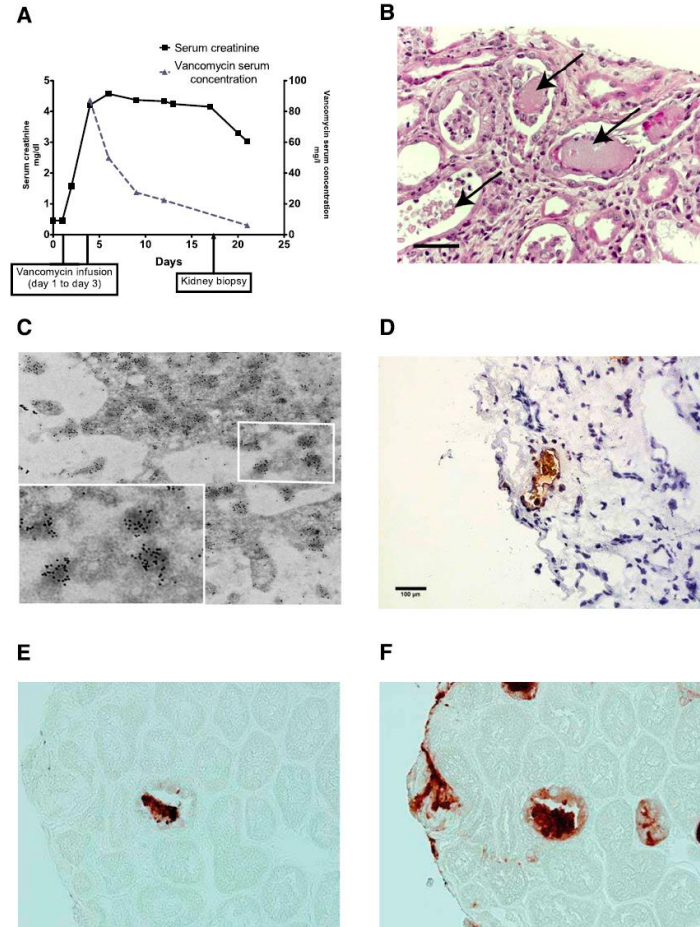 A
Serum creatinine
Vancomycin serum
concentration
5
4
3
2
1
0
100
80
60
40
20
0
Serum creatinine
mg/dl
Vancomycin serum concentration
mg/l
0
5
10
15
20
25
Days
Vancomycin infusion
(day 1 to day 3)
Kidney biopsy
B
C
D
100 µm
E
F